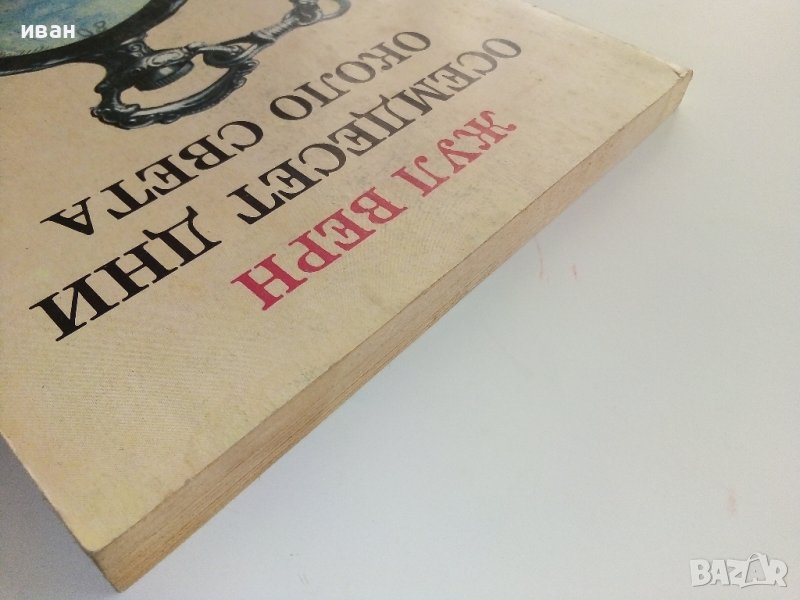 иван
ЖУЛ ВЕРН
ОСЕМДЕСЕТ ДНИ
ОКОЛО СВЕТА
BAZAR